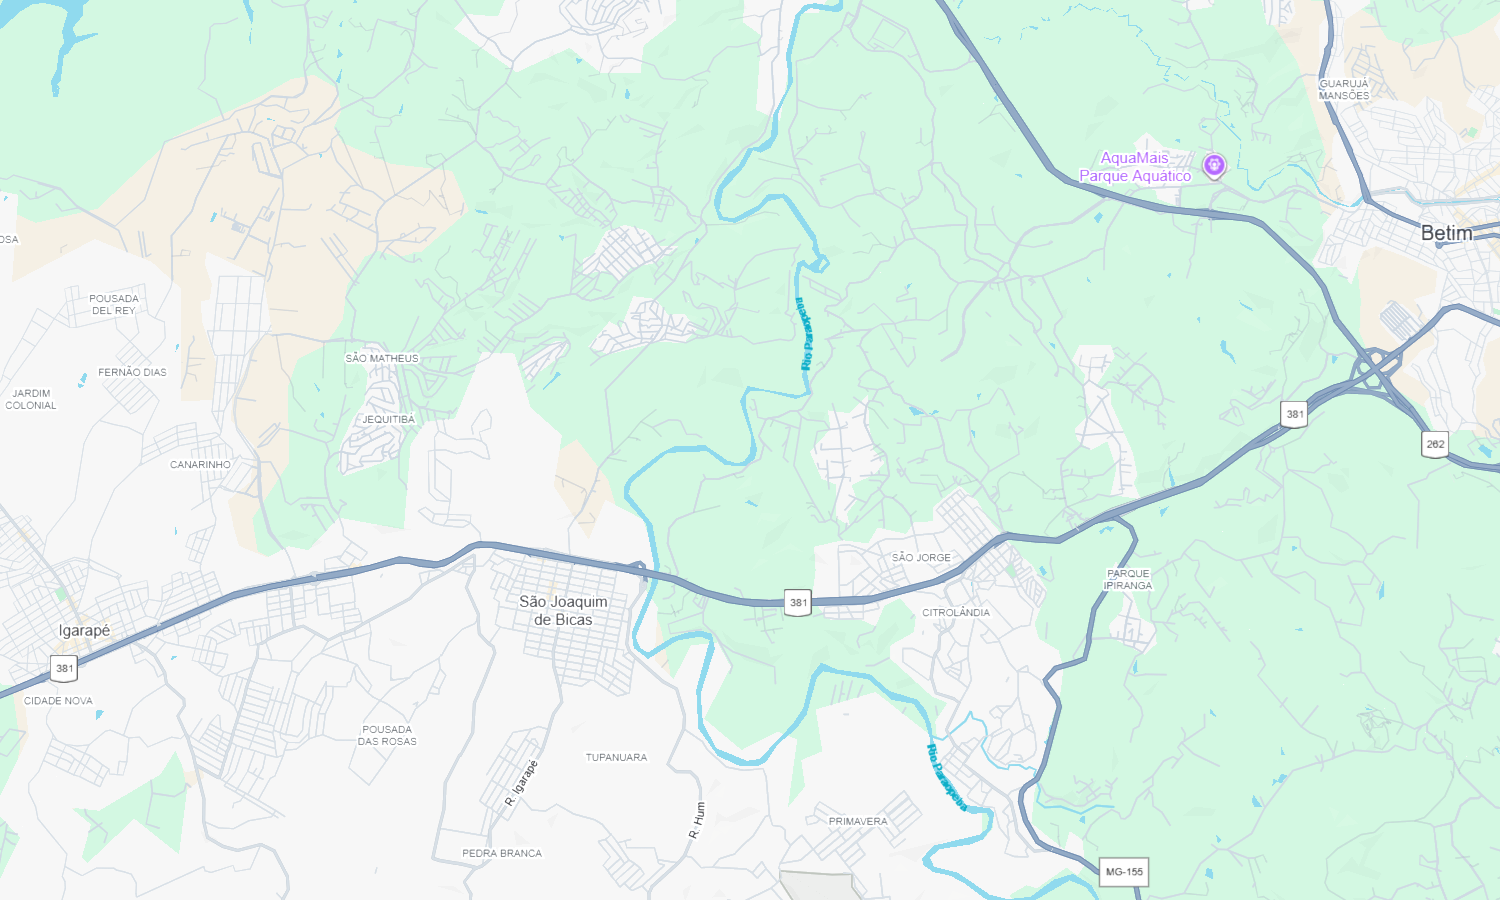 GUARUJÁ
MANSÕES
AquaMais
Parque Aquático
Betim
OSA
POUSADA
DEL REY
Rio Paraopeba
SÃO MATHEUS
FERNÃO DIAS
JARDIM
COLONIAL
JEQUITIBÁ
381
262
CANARINHO
SÃO JORGE
PARQUE
IPIRANGA
São Joaquim
de Bicas
381
CITROLÂNDIA
Igarapé
381
CIDADE NOVA
POUSADA
DAS ROSAS
TUPANUARA
Rio Paraopeba
R. Igarapé
R. Hum
PRIMAVERA
PEDRA BRANCA
MG-155